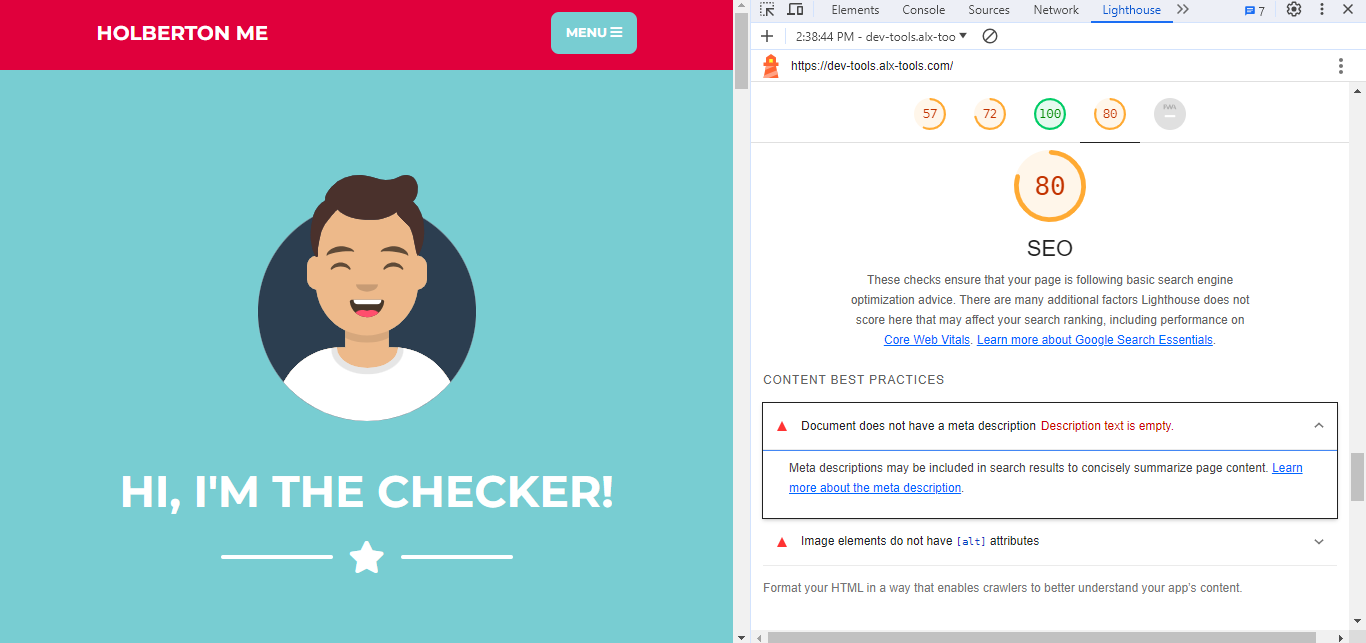 HOLBERTON ME
MENU
HI, I'M THE CHECKER!
Elements Console Sources Network Lighthouse 7
2:38:44 PM - dev-tools.alx-too
https://dev-tools.alx-tools.com/
57 72 100 80 PWA
80
SEO
These checks ensure that your page is following basic search engine
optimization advice. There are many additional factors Lighthouse does not
score here that may affect your search ranking, including performance on
Core Web Vitals. Learn more about Google Search Essentials.
CONTENT BEST PRACTICES
Document does not have a meta description Description text is empty.
Meta descriptions may be included in search results to concisely summarize page content. Learn
more about the meta description.
Image elements do not have [alt] attributes
Format your HTML in a way that enables crawlers to better understand your app's content.